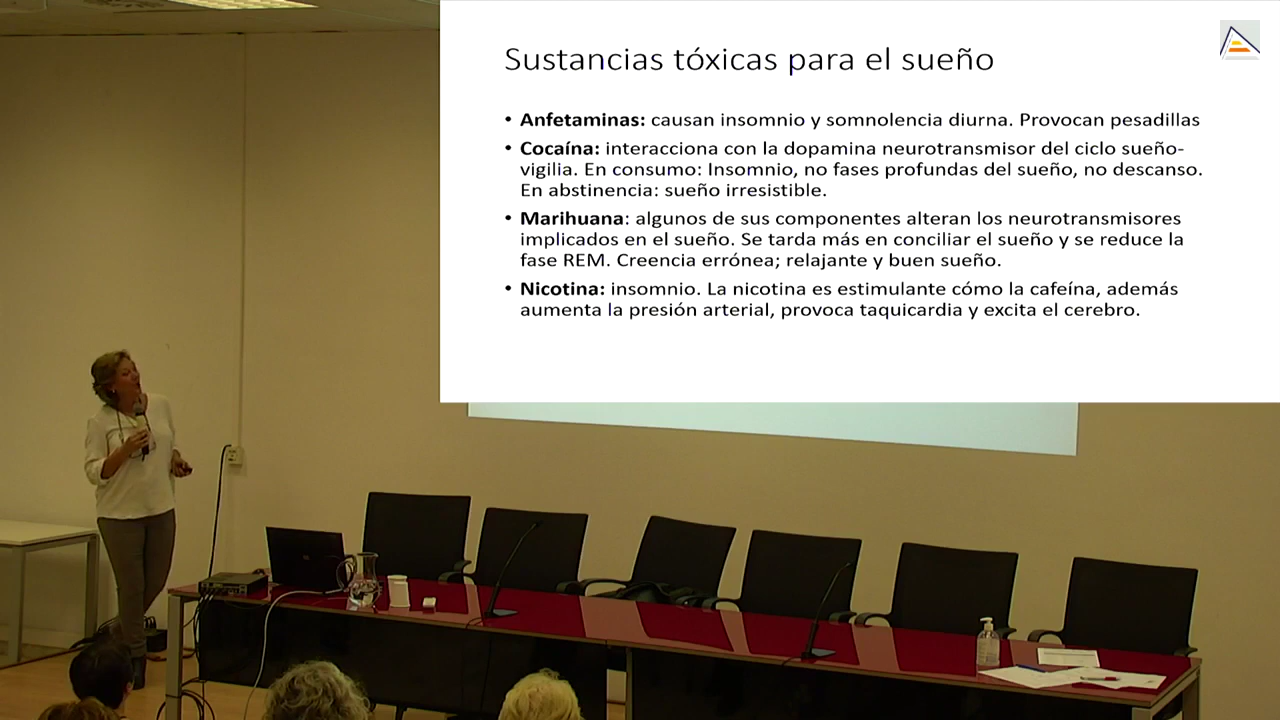 Sustancias tóxicas para el sueño
• Anfetaminas: causan insomnio y somnolencia diurna. Provocan pesadillas
• Cocaína: interacciona con la dopamina neurotransmisor del ciclo sueño-
vigilia. En consumo: Insomnio, no fases profundas del sueño, no descanso.
En abstinencia: sueño irresistible.
• Marihuana: algunos de sus componentes alteran los neurotransmisores
implicados en el sueño. Se tarda más en conciliar el sueño y se reduce la
fase REM. Creencia errónea; relajante y buen sueño.
• Nicotina: insomnio. La nicotina es estimulante cómo la cafeína, además
aumenta la presión arterial, provoca taquicardia y excita el cerebro.